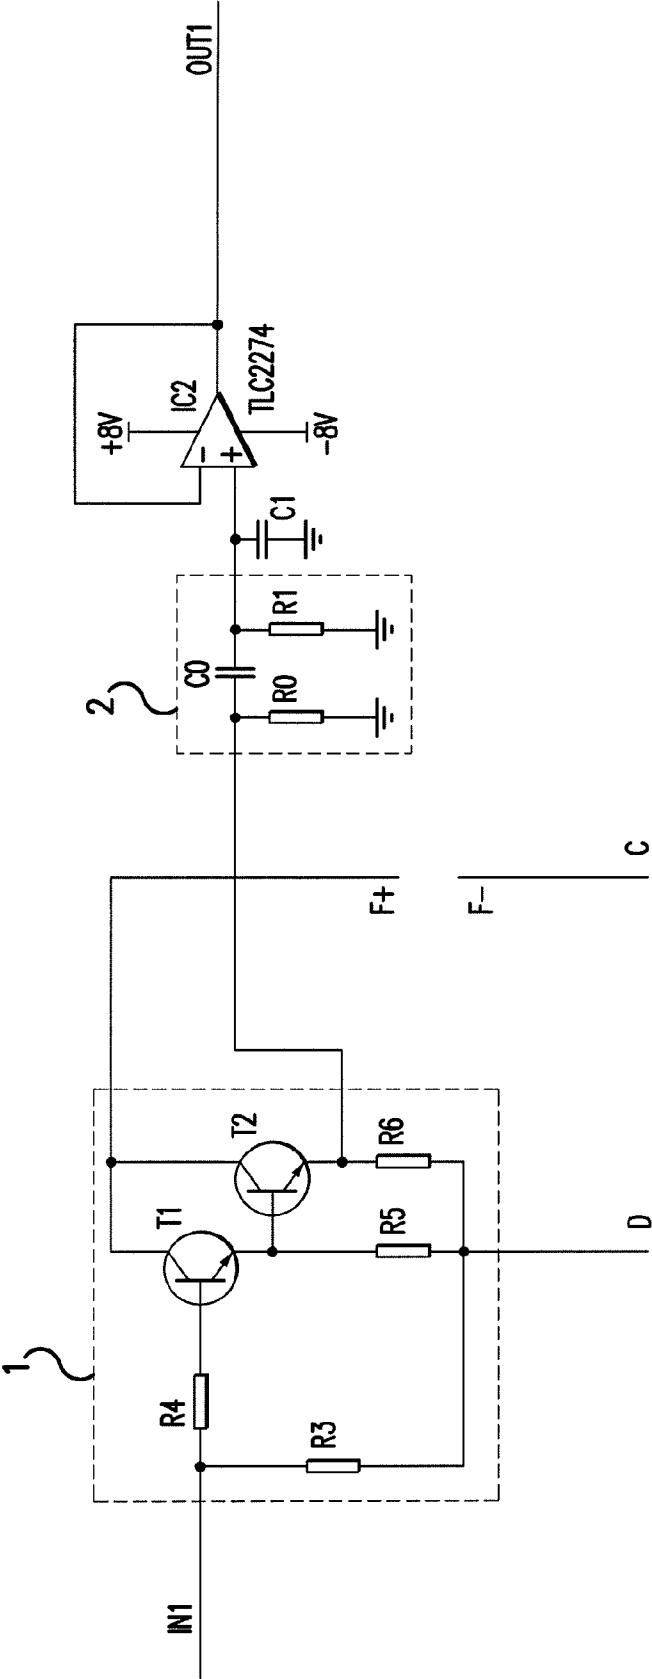 IN1
1
R4
R3
T1
T2
R5
R6
D
F+
F-
C
2
C0
R0
R1
C1
+8V
IC2
-
+
-8V
TLC2274
OUT1